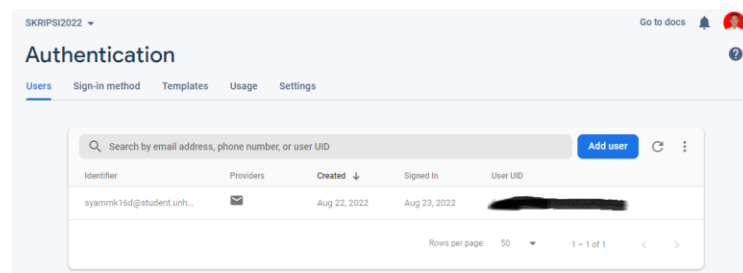 SKRIPSI2022 Go to docs
Authentication
Users Sign-in method Templates Usage Settings
Search by email address, phone number, or user UID Add user
Identifier Providers Created ↓ Signed In User UID
syammk16d@student.unh... Aug 22, 2022 Aug 23, 2022
Rows per page: 50 1 – 1 of 1